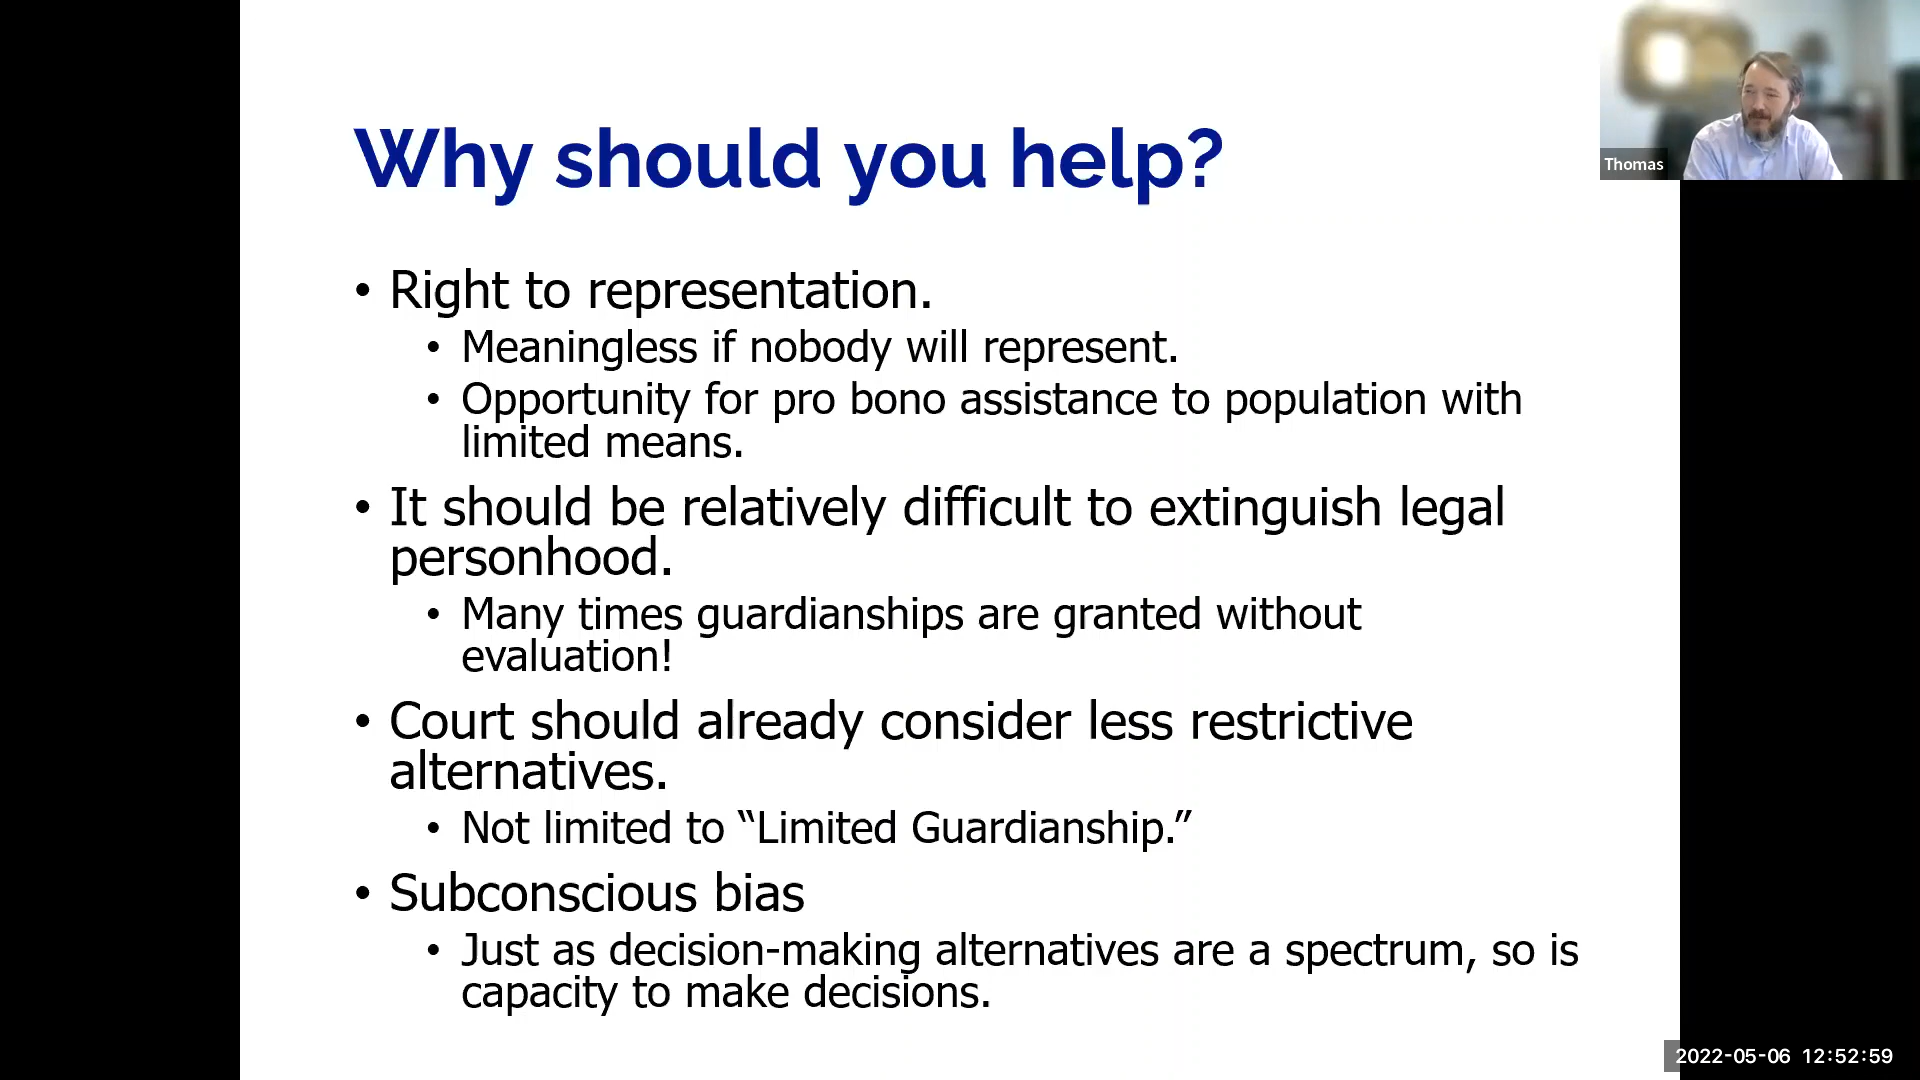 Why should you help?
Thomas
• Right to representation.
• Meaningless if nobody will represent.
• Opportunity for pro bono assistance to population with
limited means.
• It should be relatively difficult to extinguish legal
personhood.
• Many times guardianships are granted without
evaluation!
• Court should already consider less restrictive
alternatives.
• Not limited to “Limited Guardianship.”
• Subconscious bias
• Just as decision-making alternatives are a spectrum, so is
capacity to make decisions.
2022-05-06 12:52:59